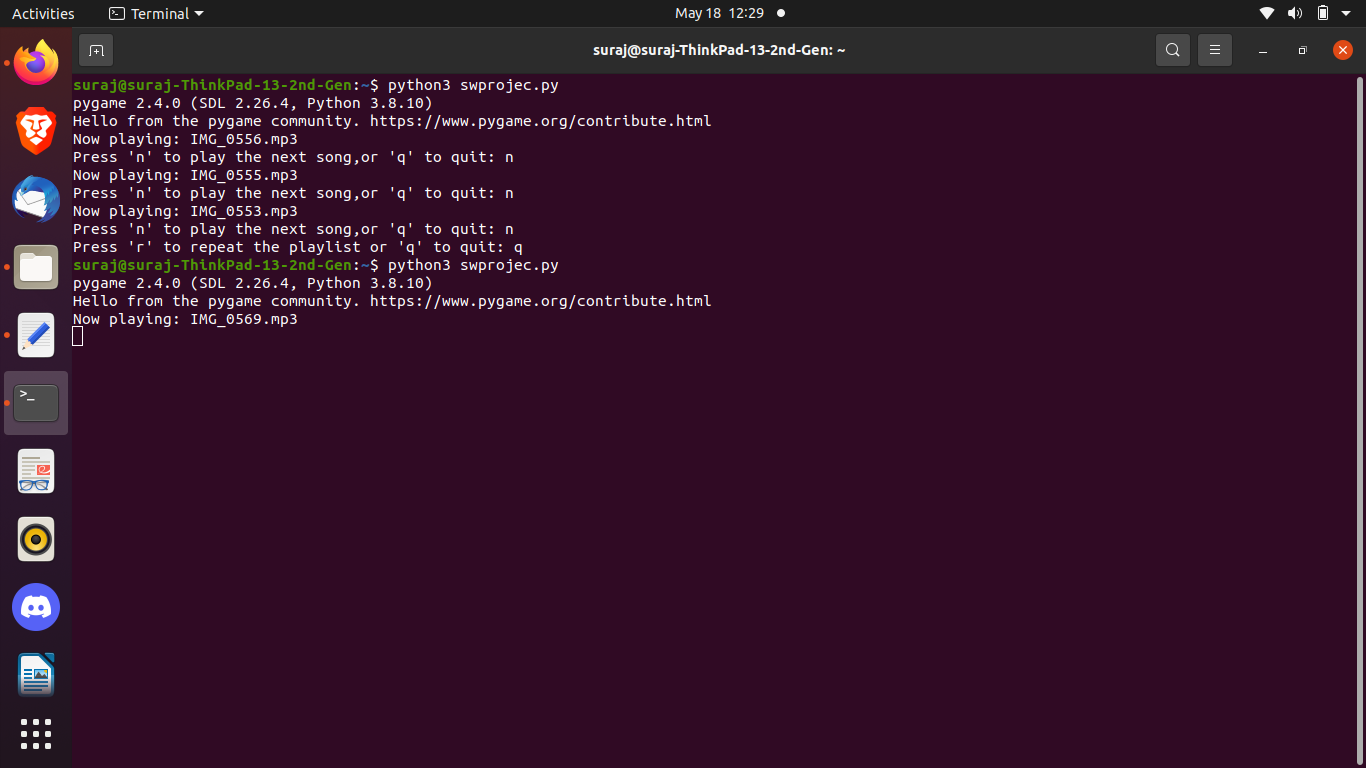 Activities
Terminal
May 18 12:29
suraj@suraj-ThinkPad-13-2nd-Gen: ~
suraj@suraj-ThinkPad-13-2nd-Gen:~$ python3 swprojec.py
pygame 2.4.0 (SDL 2.26.4, Python 3.8.10)
Hello from the pygame community. https://www.pygame.org/contribute.html
Now playing: IMG_0556.mp3
Press 'n' to play the next song,or 'q' to quit: n
Now playing: IMG_0555.mp3
Press 'n' to play the next song,or 'q' to quit: n
Now playing: IMG_0553.mp3
Press 'n' to play the next song,or 'q' to quit: n
Press 'r' to repeat the playlist or 'q' to quit: q
suraj@suraj-ThinkPad-13-2nd-Gen:~$ python3 swprojec.py
pygame 2.4.0 (SDL 2.26.4, Python 3.8.10)
Hello from the pygame community. https://www.pygame.org/contribute.html
Now playing: IMG_0569.mp3
>_